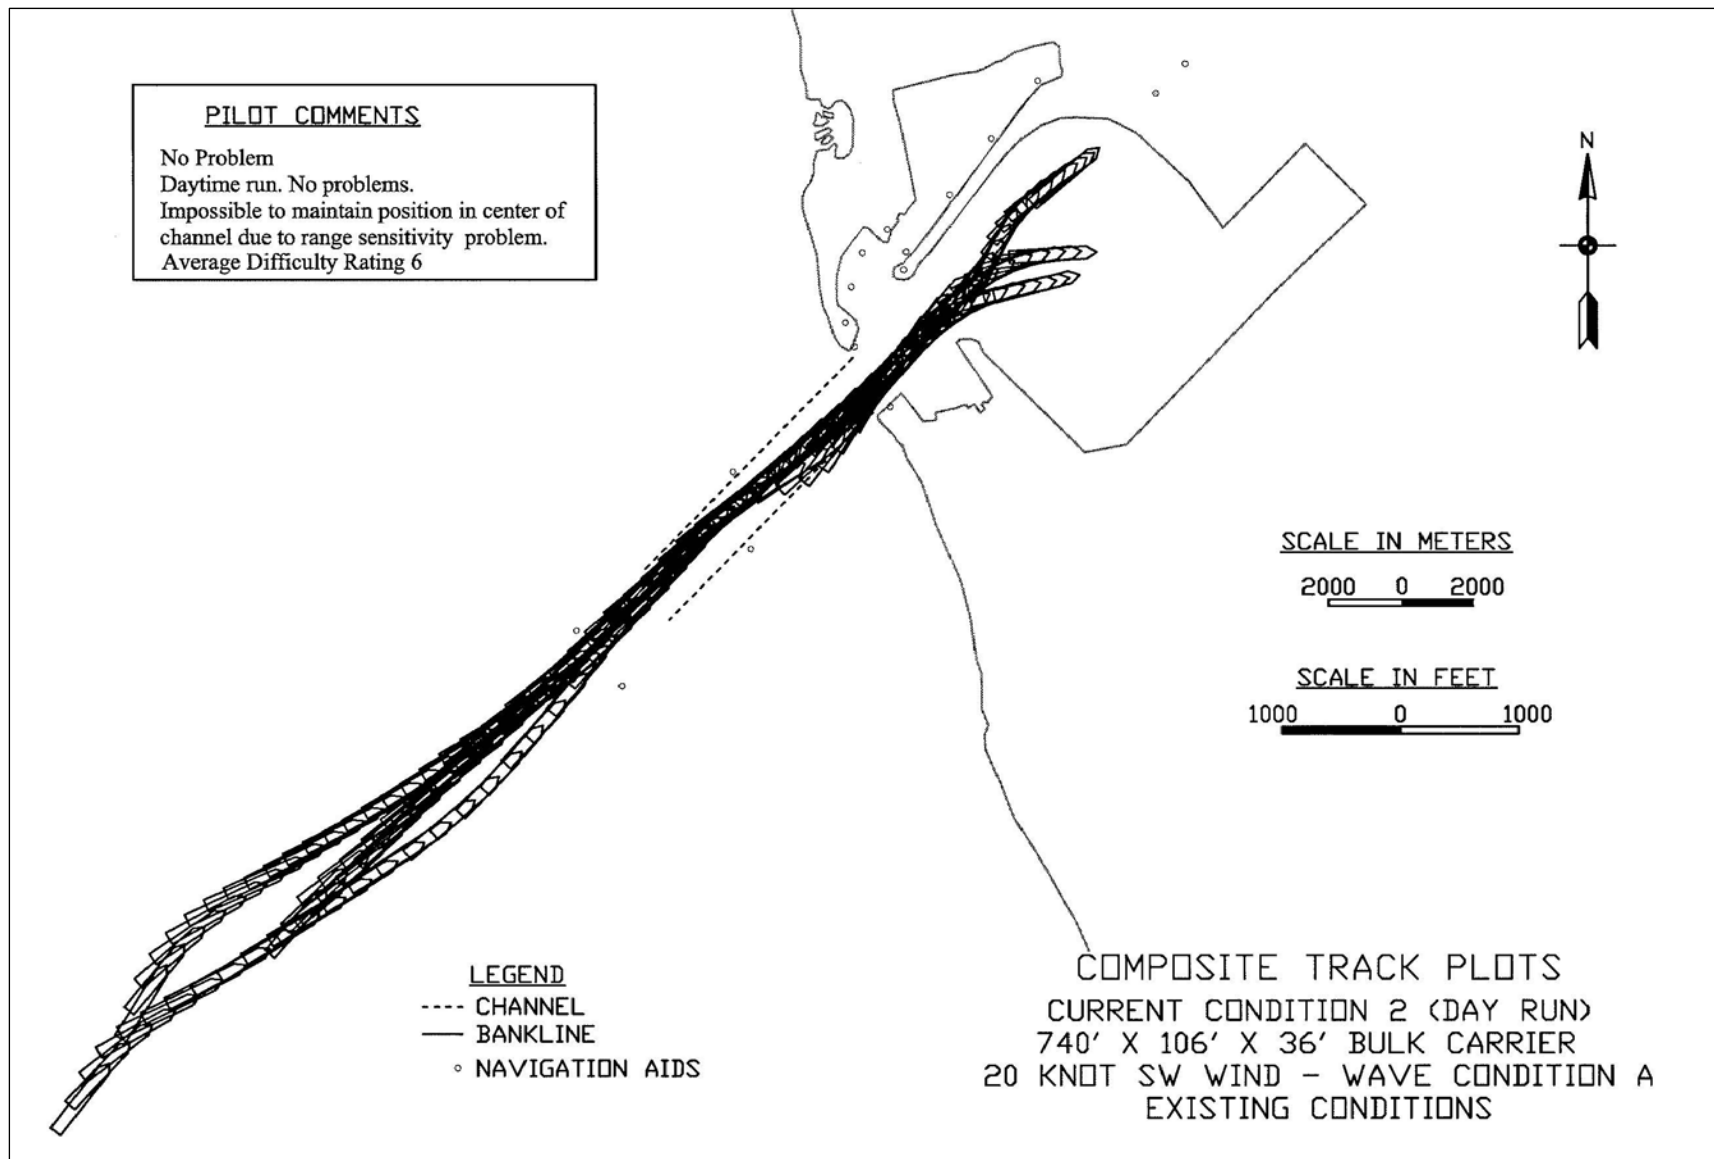 PILOT COMMENTS
No Problem
Daytime run. No problems.
Impossible to maintain position in center of
channel due to range sensitivity problem.
Average Difficulty Rating 6
N
SCALE IN METERS
2000 0 2000
SCALE IN FEET
1000 0 1000
LEGEND
CHANNEL
BANKLINE
NAVIGATION AIDS
COMPOSITE TRACK PLOTS
CURRENT CONDITION 2 (DAY RUN)
740' X 106' X 36' BULK CARRIER
20 KNOT SW WIND - WAVE CONDITION A
EXISTING CONDITIONS